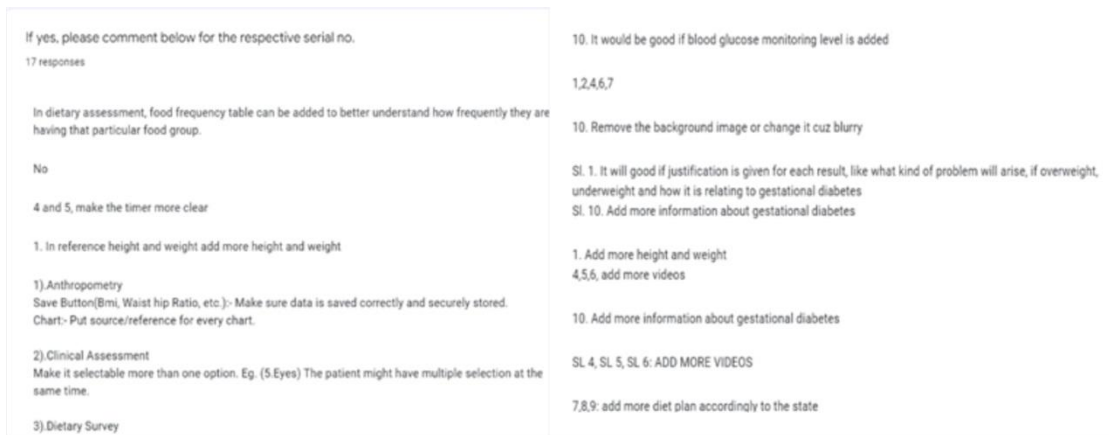 If yes, please comment below for the respective serial no.
17 responses
In dietary assessment, food frequency table can be added to better understand how frequently they are
having that particular food group.
No
4 and 5, make the timer more clear
1. In reference height and weight add more height and weight
1).Anthropometry
Save Button(Bmi, Waist hip Ratio, etc.):- Make sure data is saved correctly and securely stored.
Chart:- Put source/reference for every chart.
2).Clinical Assessment
Make it selectable more than one option. Eg. (5.Eyes) The patient might have multiple selection at the
same time.
3).Dietary Survey
10. It would be good if blood glucose monitoring level is added
1,2,4,6,7
10. Remove the background image or change it cuz blurry
Sl. 1. It will good if justification is given for each result, like what kind of problem will arise, if overweight,
underweight and how it is relating to gestational diabetes
Sl. 10. Add more information about gestational diabetes
1. Add more height and weight
4,5,6, add more videos
10. Add more information about gestational diabetes
SL 4, SL 5, SL 6: ADD MORE VIDEOS
7,8,9: add more diet plan accordingly to the state